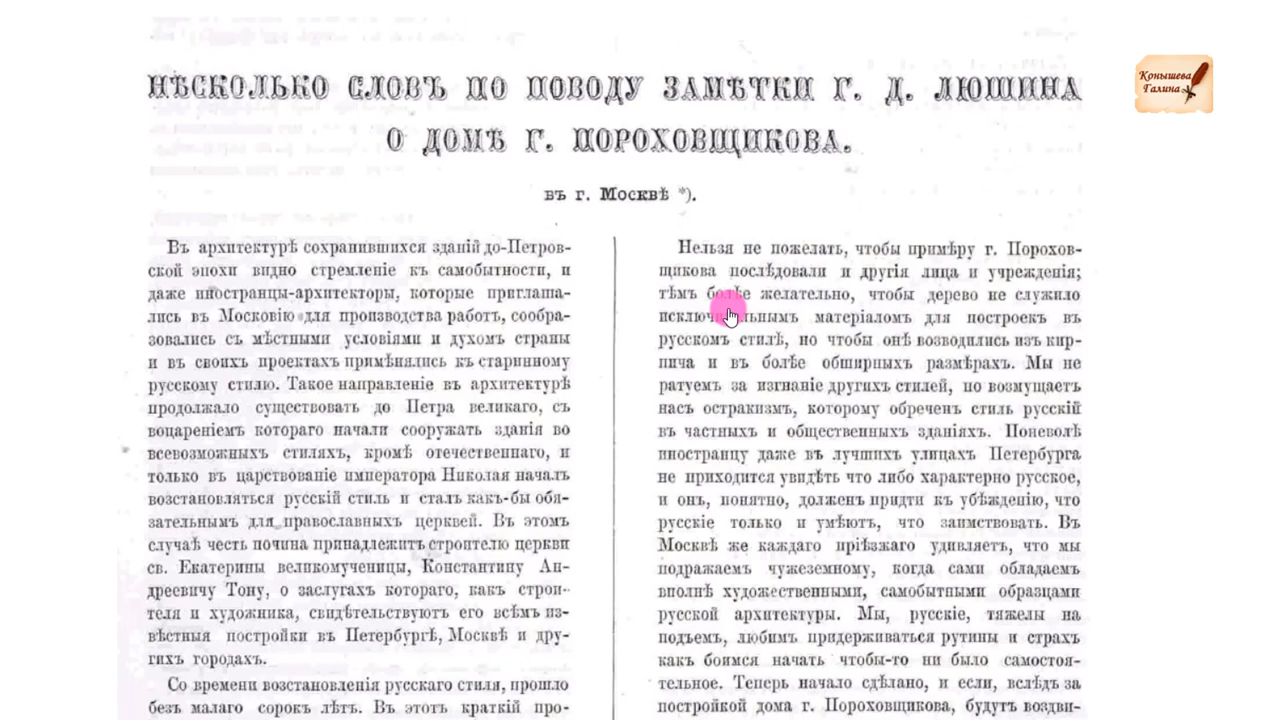 НѢСКОЛЬКО СЛОВЪ ПО ПОВОДУ ЗАМѢТКИ Г. Д. ЛЮШИНА
О ДОМѢ Г. ПОРОХОВЩИКОВА.
въ г. Москвѣ *).
Въ архитектурѣ сохранившихся зданій до-Петров-
ской эпохи видно стремленіе къ самобытности, и
даже иностранцы-архитекторы, которые приглаша-
лись въ Московію для производства работъ, сообра-
зовались съ мѣстными условіями и духомъ страны
и въ своихъ проектахъ примѣнялись къ старинному
русскому стилю. Такое направленіе въ архитектурѣ
продолжало существовать до Петра великаго, съ
воцареніемъ котораго начали сооружать зданія во
всевозможныхъ стиляхъ, кромѣ отечественнаго, и
только въ царствованіе императора Николая началъ
возстановляться русскій стиль и сталъ какъ-бы обя-
зательнымъ для православныхъ церквей. Въ этомъ
случаѣ честь почина принадлежитъ строителю церкви
св. Екатерины великомученицы, Константину Ан-
дреевичу Тону, о заслугахъ котораго, какъ строи-
теля и художника, свидѣтельствуютъ его всѣмъ из-
вѣстныя постройки въ Петербургѣ, Москвѣ и дру-
гихъ городахъ.
Со времени возстановленія русскаго стиля, прошло
безъ малаго сорокъ лѣтъ. Въ этотъ краткій про-
Нельзя не пожелать, чтобы примѣру г. Порохов-
щикова послѣдовали и другія лица и учрежденія;
тѣмъ болѣе желательно, чтобы дерево не служило
исключительнымъ матеріаломъ для построекъ въ
русскомъ стилѣ, но чтобы онѣ возводились изъ кир-
пича и въ болѣе обширныхъ размѣрахъ. Мы не
ратуемъ за изгнаніе другихъ стилей, но возмущаетъ
насъ остракизмъ, которому обреченъ стиль русскій
въ частныхъ и общественныхъ зданіяхъ. Поневолѣ
иностранцу даже въ лучшихъ улицахъ Петербурга
не приходится увидѣть что либо характерно русское,
и онъ, понятно, долженъ придти къ убѣжденію, что
русскіе только и умѣютъ, что заимствовать. Въ
Москвѣ же каждаго пріѣзжаго удивляетъ, что мы
подражаемъ чужеземному, когда сами обладаемъ
вполнѣ художественными, самобытными образцами
русской архитектуры. Мы, русскіе, тяжелы на
подъемъ, любимъ придерживаться рутины и страхъ
какъ боимся начать чтобы-то ни было самостоя-
тельное. Теперь начало сдѣлано, и если, вслѣдъ за
постройкой дома г. Пороховщикова, будутъ воздви-
Конышева
Галина